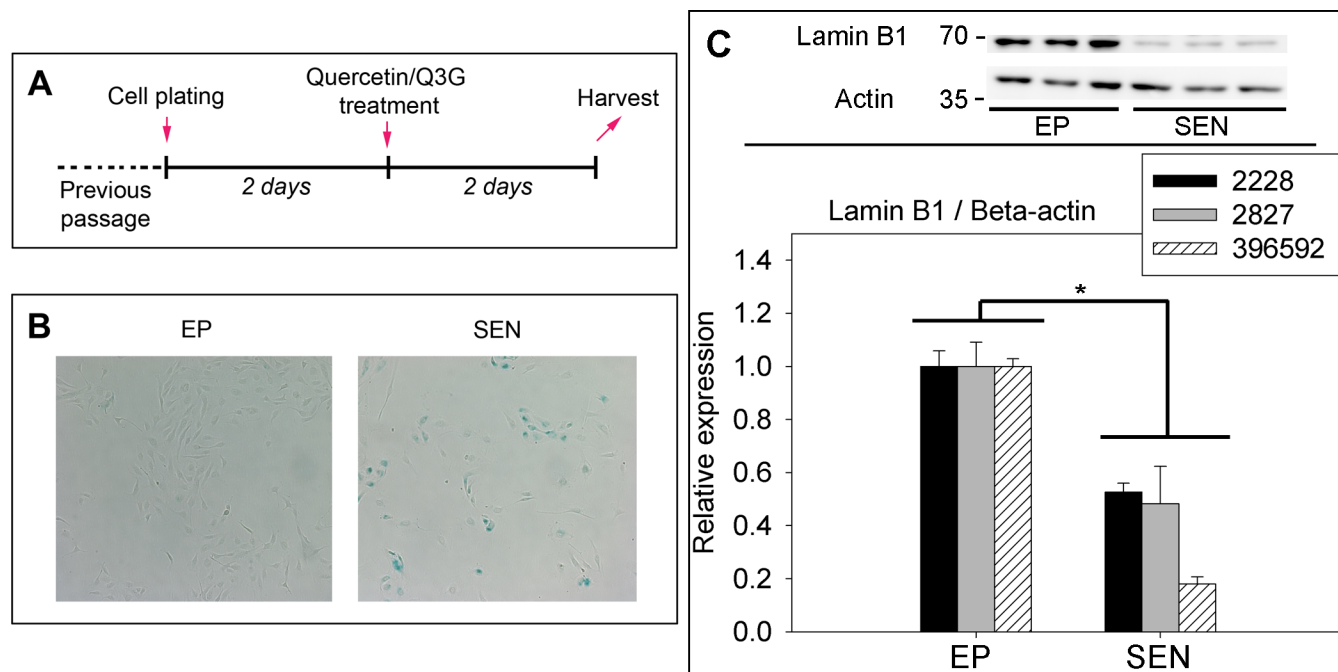 A
Cell plating
Quercetin/Q3G
treatment
Harvest
Previous
passage
2 days
2 days
B
EP
SEN
C
Lamin B1
70
Actin
35
EP
SEN
2228
2827
396592
Lamin B1 / Beta-actin
Relative expression
1.4
1.2
1.0
0.8
0.6
0.4
0.2
0.0
*
EP
SEN